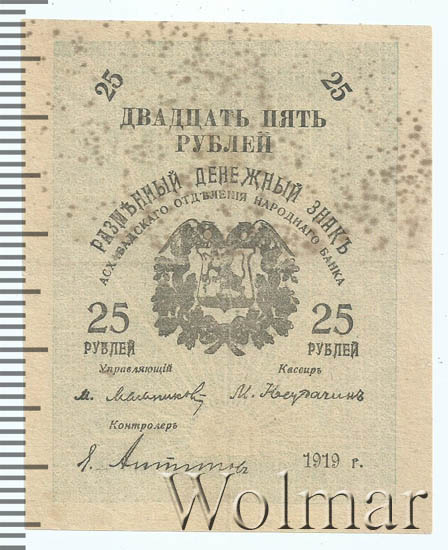 25 25
ДВАДЦАТЬ ПЯТЬ
РУБЛЕЙ
РАЗМѢННЫЙ ДЕНЕЖНЫЙ ЗНАКЪ
АСХАБАДСКАГО ОТДѢЛЕНІЯ НАРОДНАГО БАНКА
25 25
РУБЛЕЙ РУБЛЕЙ
Управляющій Кассиръ
М. М.
Контролеръ
1919 г.
Wolmar